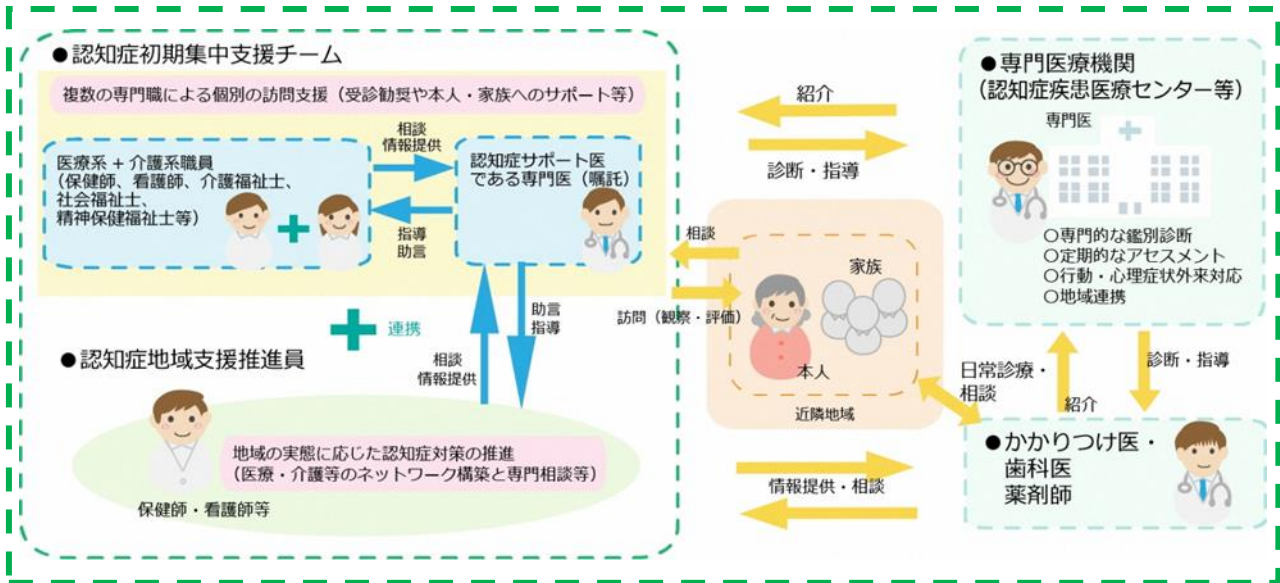 ●認知症初期集中支援チーム
複数の専門職による個別の訪問支援（受診勧奨や本人・家族へのサポート等）
医療系 + 介護系職員
（保健師、看護師、介護福祉士、
社会福祉士、
精神保健福祉士等）
相談
情報提供
指導
助言
認知症サポート医
である専門医（嘱託）
連携
相談
情報提供
助言
指導
●認知症地域支援推進員
地域の実態に応じた認知症対策の推進
（医療・介護等のネットワーク構築と専門相談等）
保健師・看護師等
紹介
診断・指導
相談
訪問（観察・評価）
家族
本人
近隣地域
情報提供・相談
●専門医療機関
（認知症疾患医療センター等）
専門医
○専門的な鑑別診断
○定期的なアセスメント
○行動・心理症状外来対応
○地域連携
日常診療・
相談
紹介
診断・指導
●かかりつけ医・
歯科医
薬剤師